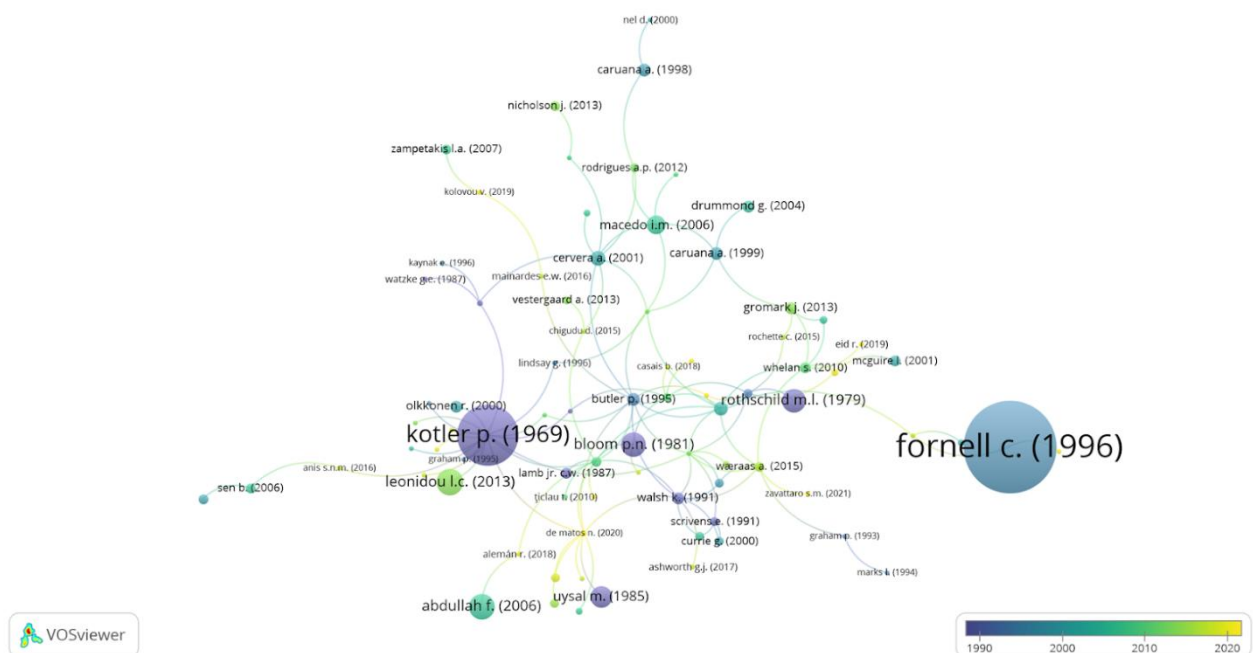 nel d. (2000)
caruana a. (1998)
nicholson j. (2013)
zampetakis l.a. (2007)
rodrigues a.p. (2012)
kolovou v. (2019)
drummond g. (2004)
macedo i.m. (2006)
caruana a. (1999)
cervera a. (2001)
kaynak e. (1996)
mainardes e.w. (2016)
watzke g.e. (1987)
vestergaard a. (2013)
gromark j. (2013)
chigudu d. (2015)
rochette c. (2015)
eid r. (2019)
lindsay g. (1996)
casais b. (2018)
whelan s. (2010)
mcguire l. (2001)
butler p. (1995)
rothschild m.l. (1979)
olkkonen r. (2000)
kotler p. (1969)
bloom p.n. (1981)
fornell c. (1996)
graham p. (1995)
anis s.n.m. (2016)
lamb jr. c.w. (1987)
wæraas a. (2015)
leonidou l.c. (2013)
sen b. (2006)
țiclau t. (2010)
walsh k. (1991)
zavattaro s.m. (2021)
scrivens e. (1991)
de matos n. (2020)
currie g. (2000)
graham p. (1993)
alemán r. (2018)
ashworth g.j. (2017)
marks l. (1994)
abdullah f. (2006)
uysal m. (1985)
VOSviewer
1990 2000 2010 2020